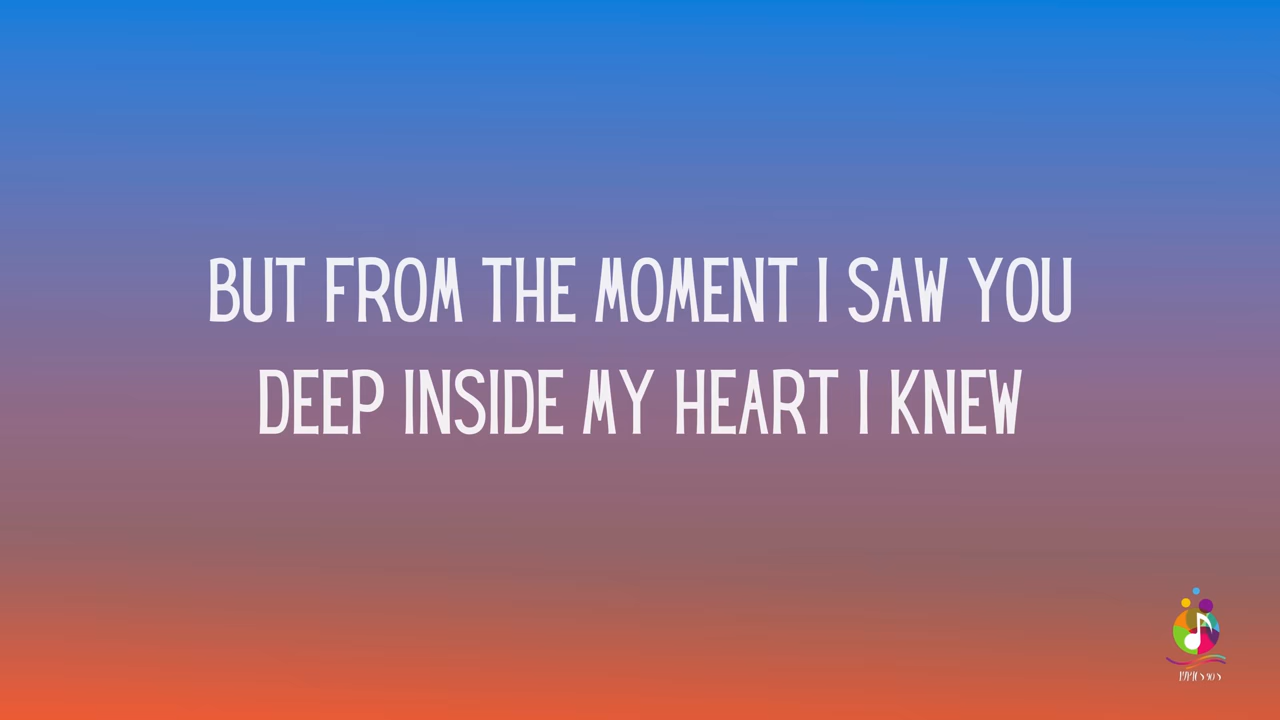 BUT FROM THE MOMENT I SAW YOU
DEEP INSIDE MY HEART I KNEW